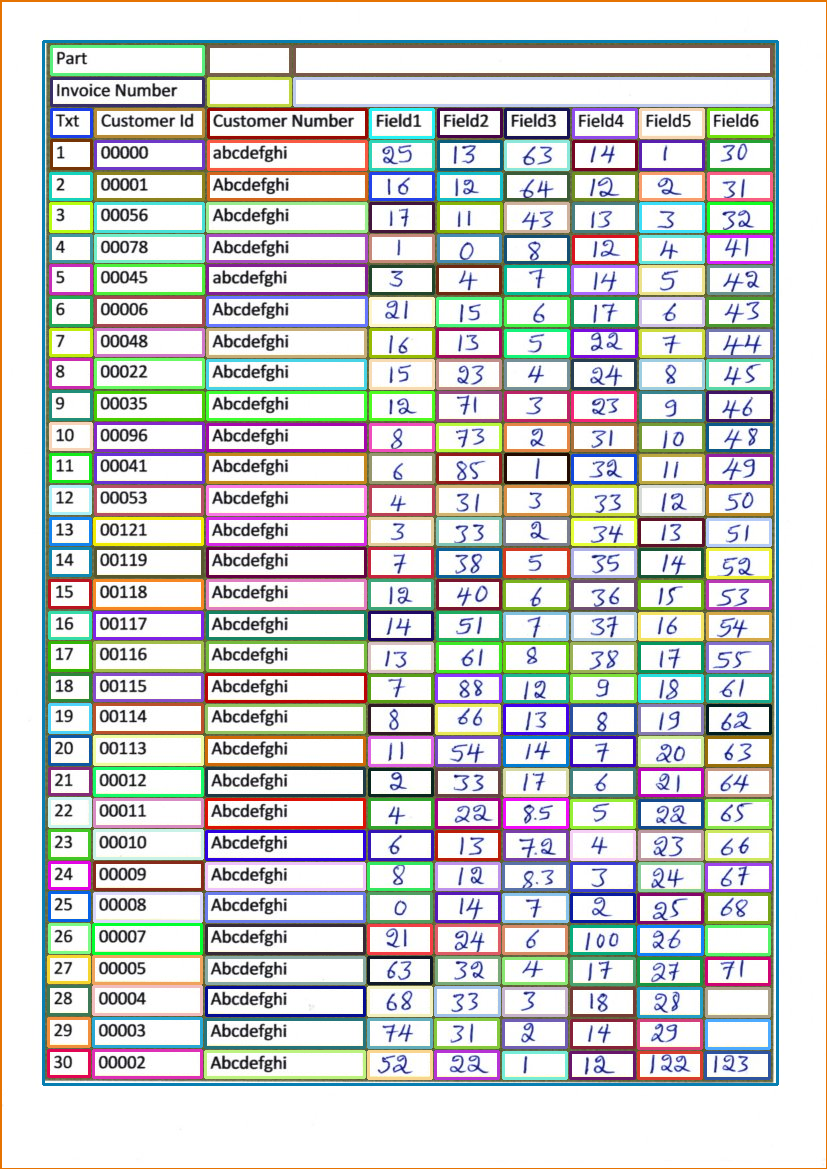 Part
Invoice Number
Txt Customer Id Customer Number Field1 Field2 Field3 Field4 Field5 Field6
1 00000 abcdefghi 25 13 63 14 1 30
2 00001 Abcdefghi 16 12 64 12 2 31
3 00056 Abcdefghi 17 11 43 13 3 32
4 00078 Abcdefghi 1 0 8 12 4 41
5 00045 abcdefghi 3 4 7 14 5 42
6 00006 Abcdefghi 21 15 6 17 6 43
7 00048 Abcdefghi 16 13 5 22 7 44
8 00022 Abcdefghi 15 23 4 24 8 45
9 00035 Abcdefghi 12 71 3 23 9 46
10 00096 Abcdefghi 8 73 2 31 10 48
11 00041 Abcdefghi 6 85 1 32 11 49
12 00053 Abcdefghi 4 31 3 33 12 50
13 00121 Abcdefghi 3 33 2 34 13 51
14 00119 Abcdefghi 7 38 5 35 14 52
15 00118 Abcdefghi 12 40 6 36 15 53
16 00117 Abcdefghi 14 51 7 37 16 54
17 00116 Abcdefghi 13 61 8 38 17 55
18 00115 Abcdefghi 7 88 12 9 18 61
19 00114 Abcdefghi 8 66 13 8 19 62
20 00113 Abcdefghi 11 54 14 7 20 63
21 00012 Abcdefghi 2 33 17 6 21 64
22 00011 Abcdefghi 4 22 8.5 5 22 65
23 00010 Abcdefghi 6 13 7.2 4 23 66
24 00009 Abcdefghi 8 12 8.3 3 24 67
25 00008 Abcdefghi 0 14 7 2 25 68
26 00007 Abcdefghi 21 24 6 100 26
27 00005 Abcdefghi 63 32 4 17 27 71
28 00004 Abcdefghi 68 33 3 18 28
29 00003 Abcdefghi 74 31 2 14 29
30 00002 Abcdefghi 52 22 1 12 122 123